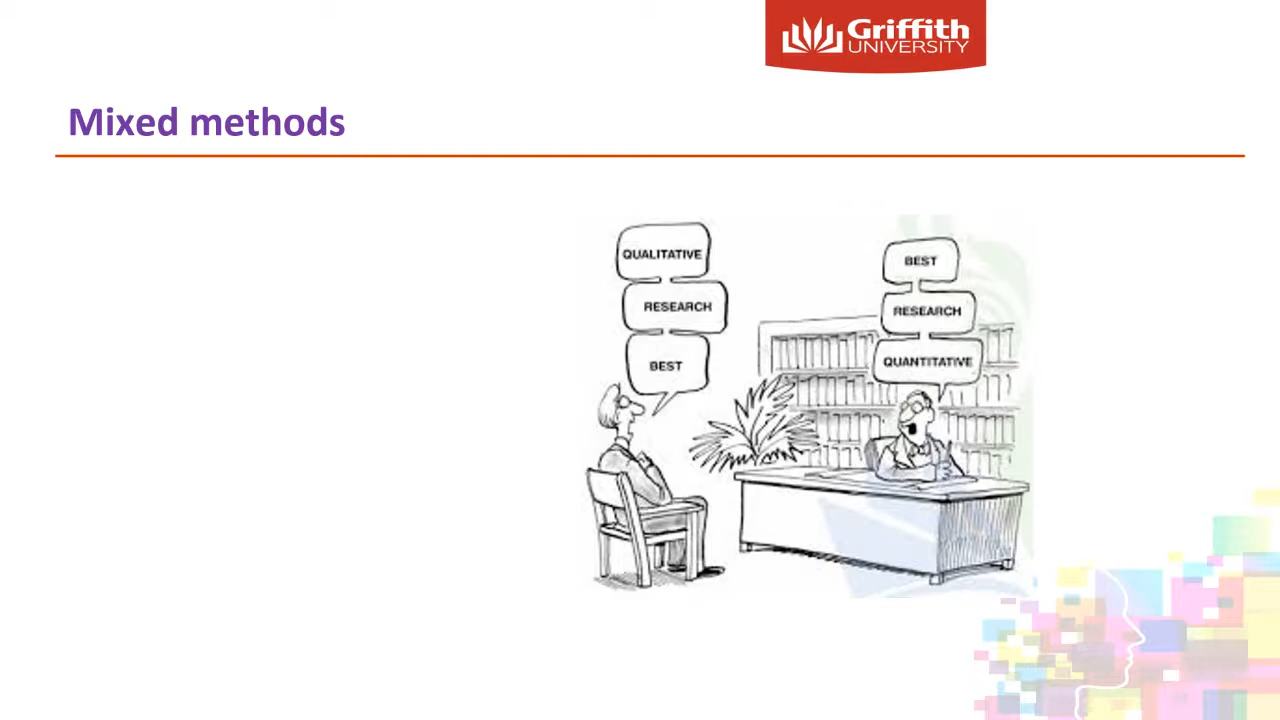 Griffith
UNIVERSITY
Mixed methods
QUALITATIVE
RESEARCH
BEST
BEST
RESEARCH
QUANTITATIVE